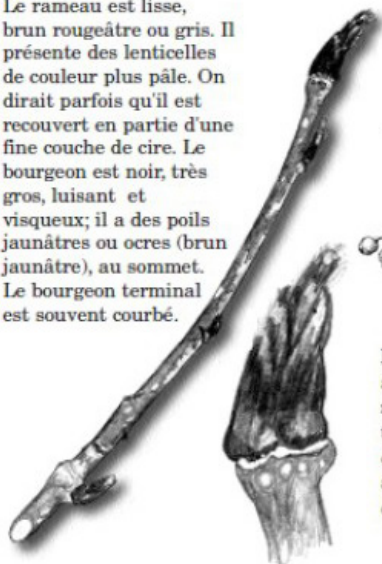 Le rameau est lisse,
brun rougeâtre ou gris. Il
présente des lenticelles
de couleur plus pâle. On
dirait parfois qu'il est
recouvert en partie d'une
fine couche de cire. Le
bourgeon est noir, très
gros, luisant et
visqueux; il a des poils
jaunâtres ou ocres (brun
jaunâtre), au sommet.
Le bourgeon terminal
est souvent courbé.